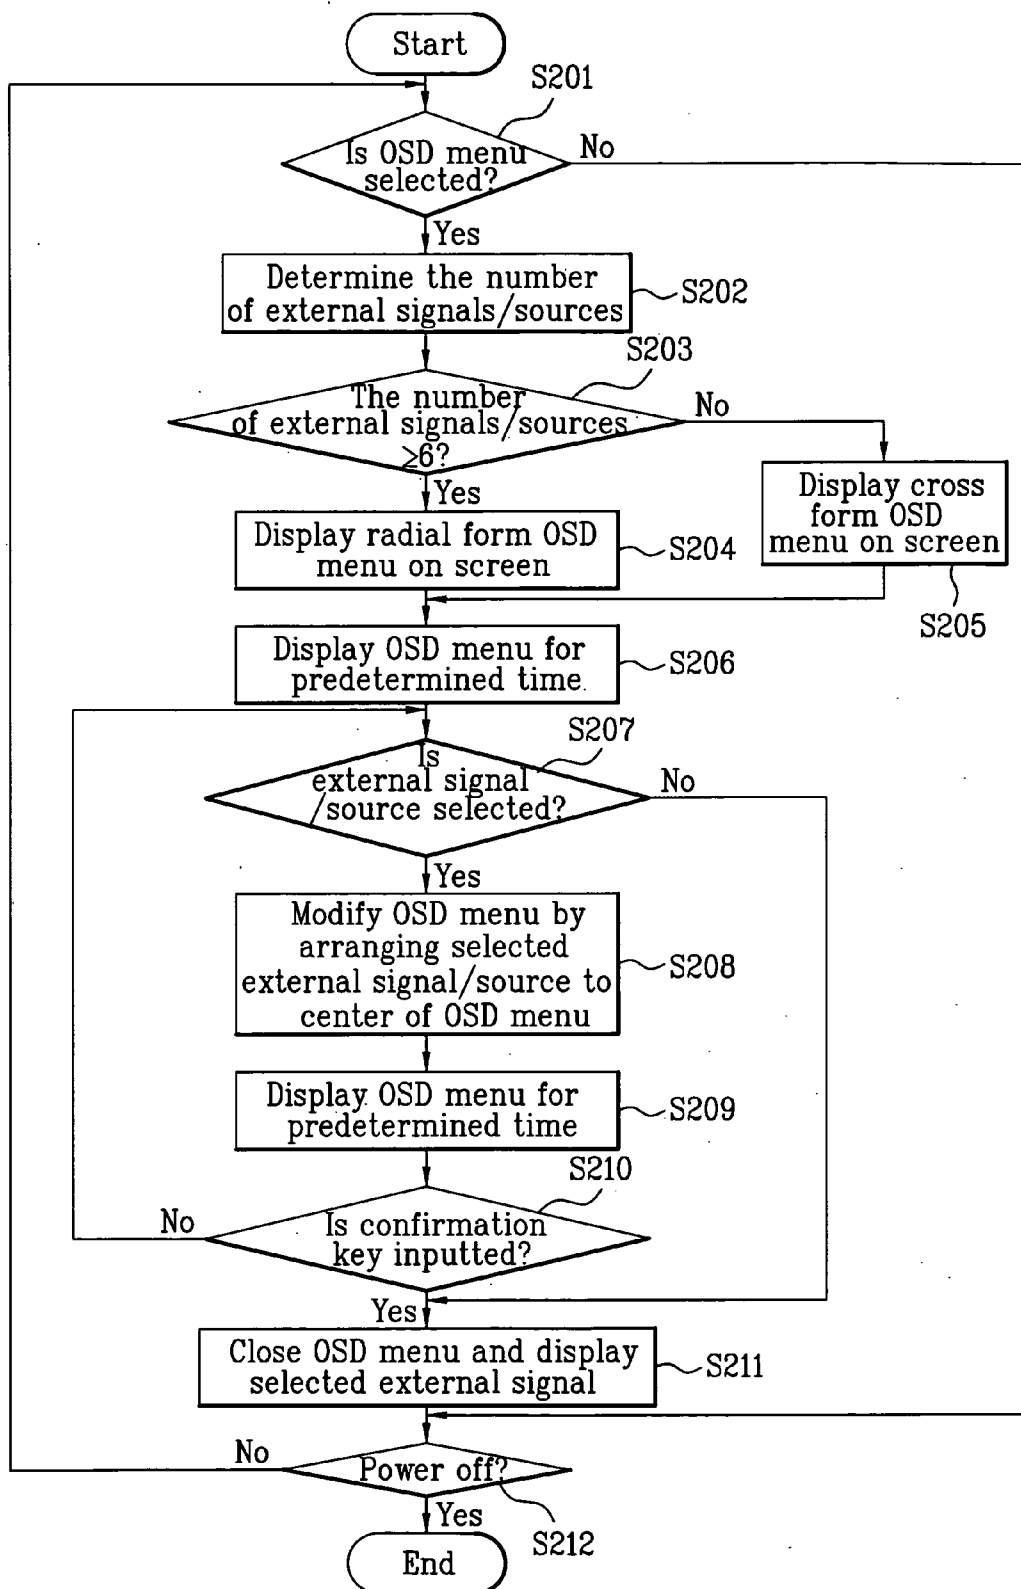 Start
S201
Is OSD menu
selected?
No
Yes
Determine the number
of external signals/sources
S202
S203
The number
of external signals/sources
≥6?
No
Yes
Display radial form OSD
menu on screen
S204
Display cross
form OSD
menu on screen
S205
Display OSD menu for
predetermined time
S206
S207
Is
external signal
/source selected?
No
Yes
Modify OSD menu by
arranging selected
external signal/source to
center of OSD menu
S208
Display OSD menu for
predetermined time
S209
S210
No
Is confirmation
key inputted?
Yes
Close OSD menu and display
selected external signal
S211
No
Power off?
Yes
S212
End